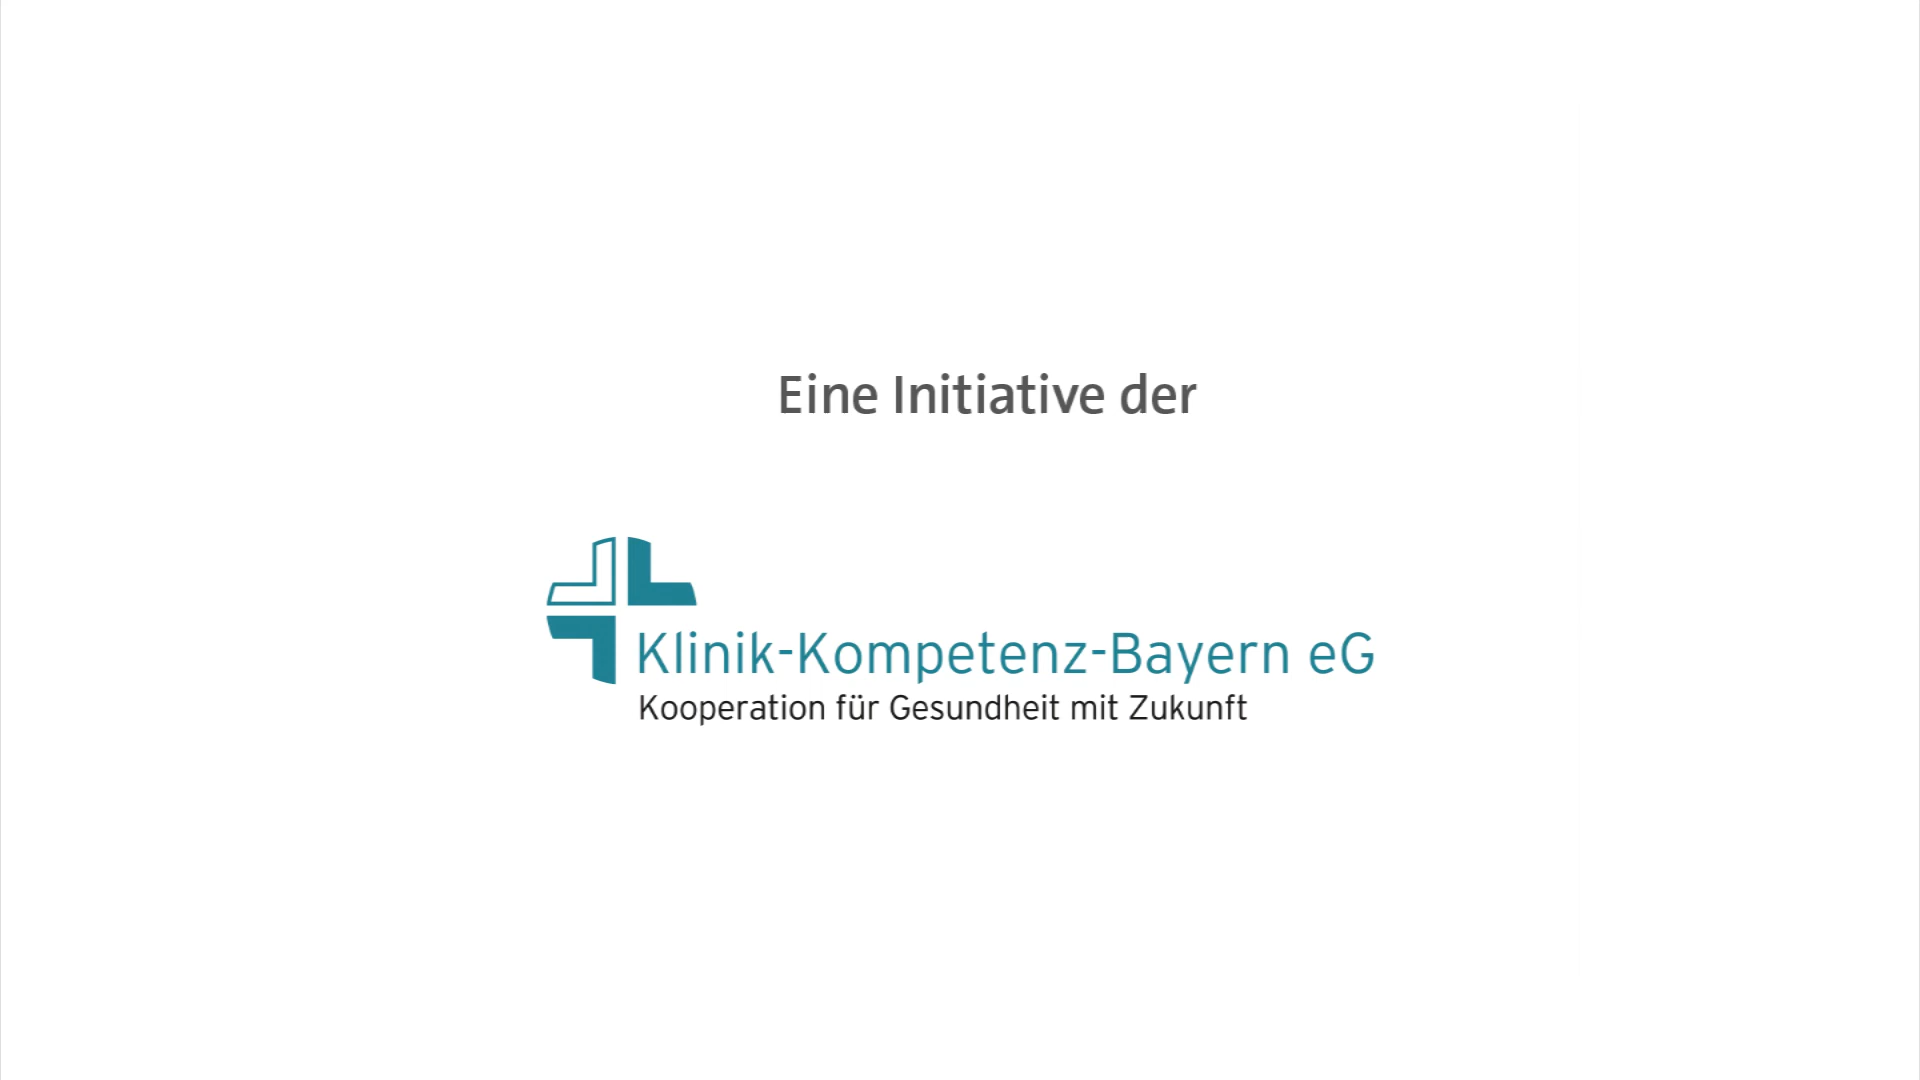 Eine Initiative der
Klinik-Kompetenz-Bayern eG
Kooperation für Gesundheit mit Zukunft